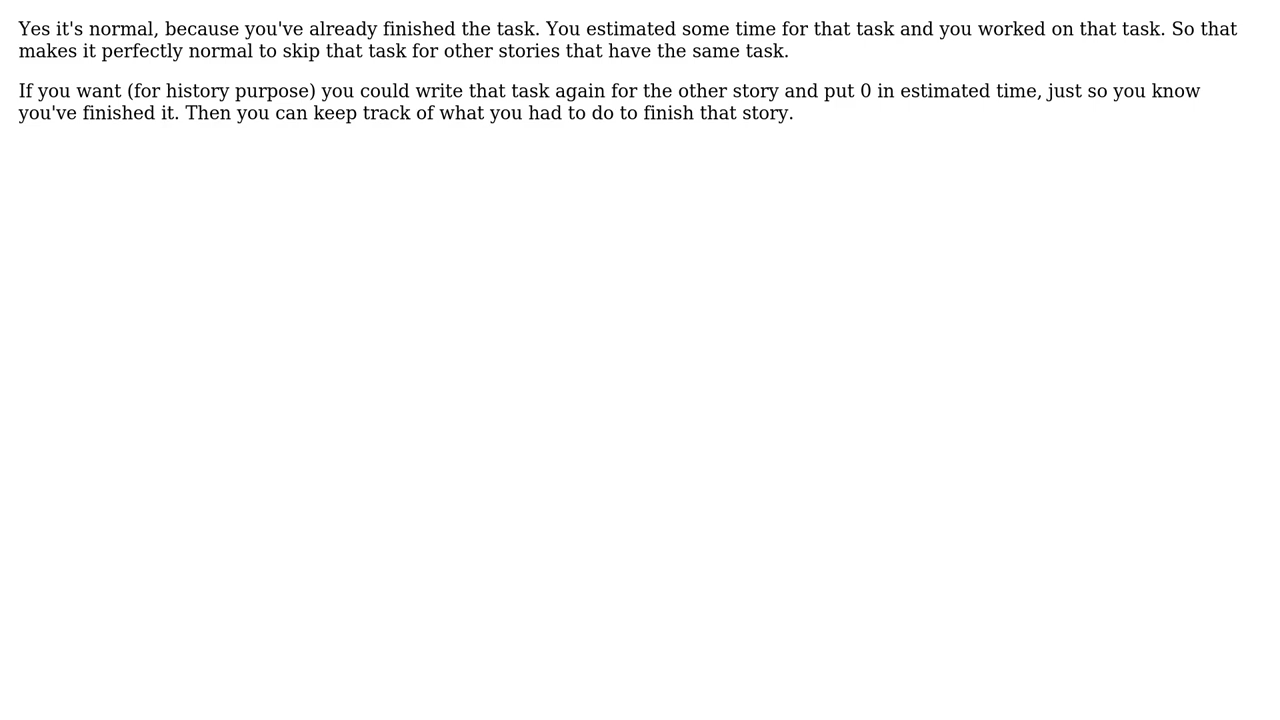 Yes it's normal, because you've already finished the task. You estimated some time for that task and you worked on that task. So that
makes it perfectly normal to skip that task for other stories that have the same task.
If you want (for history purpose) you could write that task again for the other story and put 0 in estimated time, just so you know
you've finished it. Then you can keep track of what you had to do to finish that story.